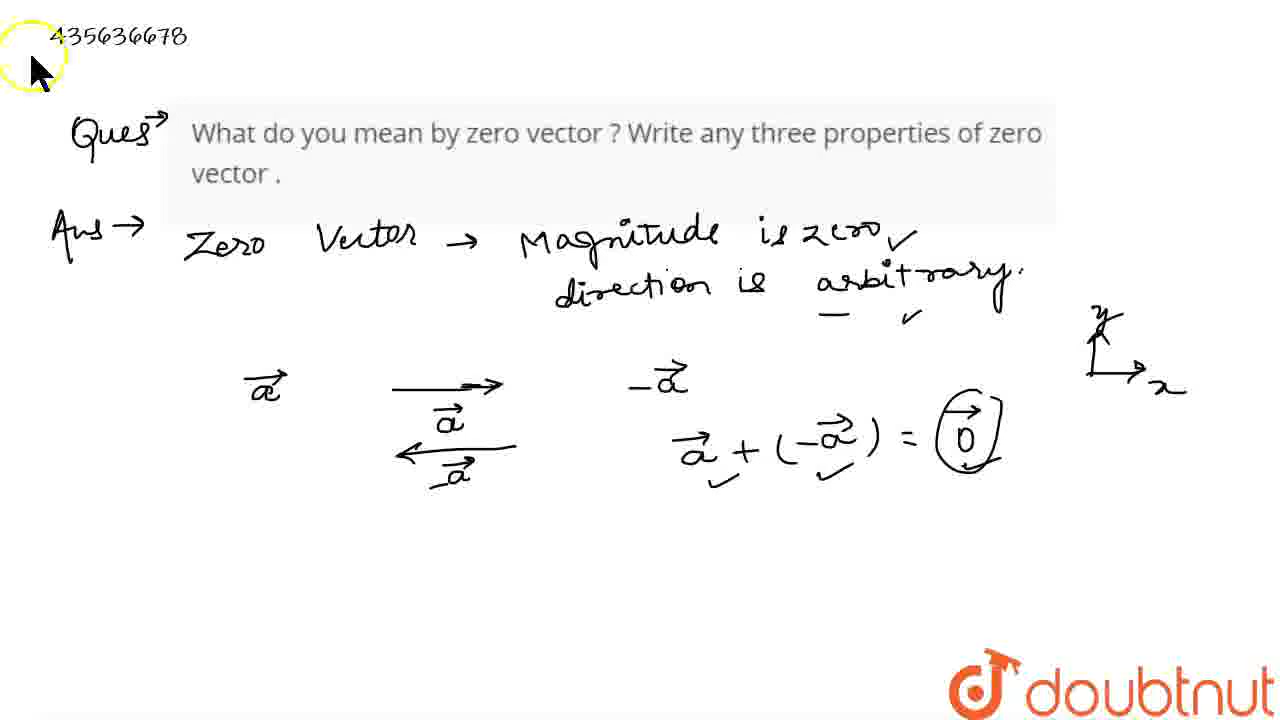 435636678
Ques→ What do you mean by zero vector ? Write any three properties of zero
vector .
Ans → Zero Vector → Magnitude is zero ✓
direction is arbitrary.
y
x
a⃗ a⃗ -a⃗
-a⃗ a⃗ + (-a⃗) = 0⃗
doubtnut